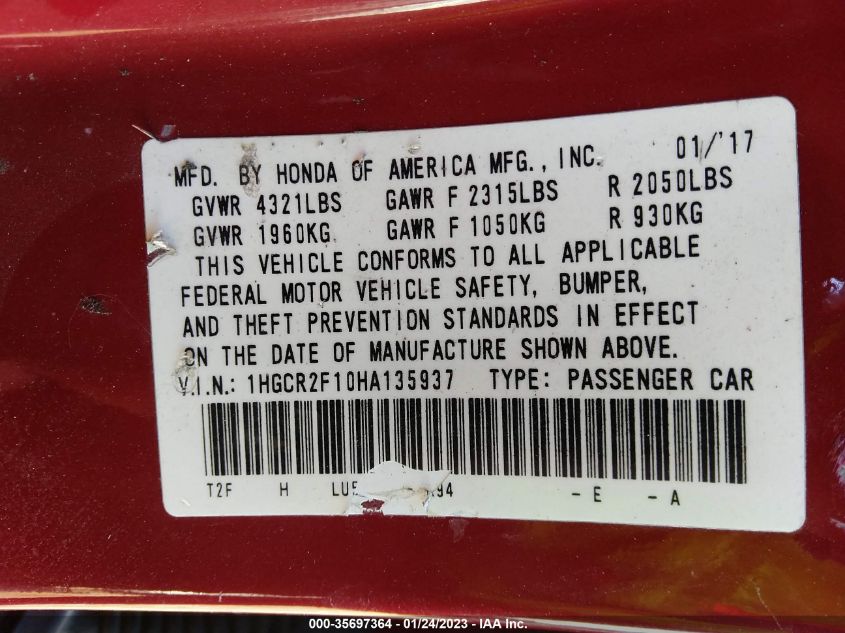 MFD. BY HONDA OF AMERICA MFG., INC. 01/'17
GVWR 4321LBS GAWR F 2315LBS R 2050LBS
GVWR 1960KG GAWR F 1050KG R 930KG
THIS VEHICLE CONFORMS TO ALL APPLICABLE
FEDERAL MOTOR VEHICLE SAFETY, BUMPER,
AND THEFT PREVENTION STANDARDS IN EFFECT
ON THE DATE OF MANUFACTURE SHOWN ABOVE.
V.I.N.: 1HGCR2F10HA135937 TYPE: PASSENGER CAR
T2F H - E - A
000-35697364 / 01/24/2023 - IAA Inc.